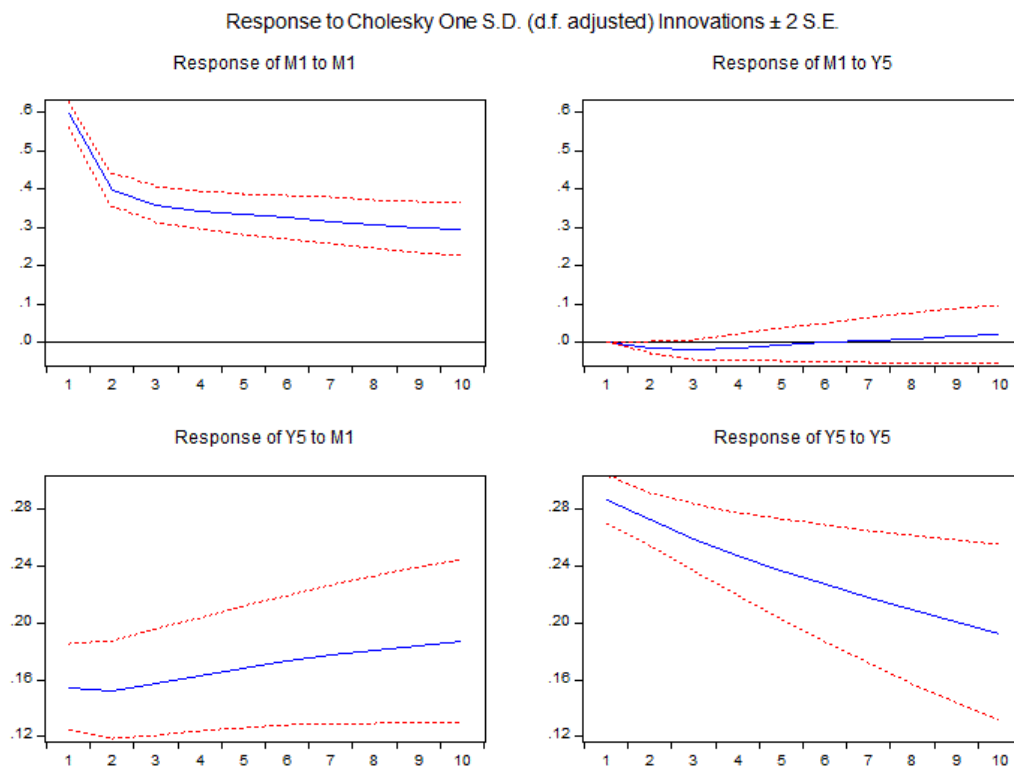 Response to Cholesky One S.D. (d.f. adjusted) Innovations ± 2 S.E.
Response of M1 to M1
.6
.5
.4
.3
.2
.1
.0
1 2 3 4 5 6 7 8 9 10
Response of M1 to Y5
.6
.5
.4
.3
.2
.1
.0
1 2 3 4 5 6 7 8 9 10
Response of Y5 to M1
.28
.24
.20
.16
.12
1 2 3 4 5 6 7 8 9 10
Response of Y5 to Y5
.28
.24
.20
.16
.12
1 2 3 4 5 6 7 8 9 10